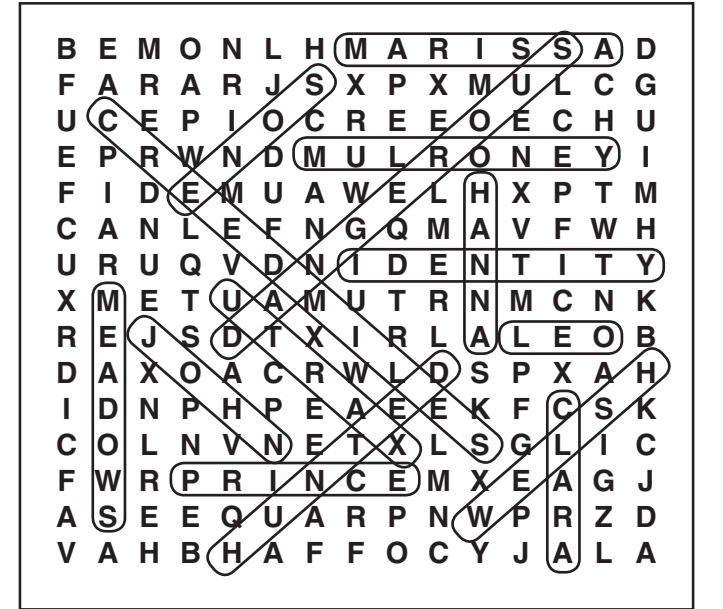 B E M O N L H M A R I S S A D
F A R A R J S X P X M U L C G
U C E P I O C R E E O E C H U
E P R W N D M U L R O N E Y I
F I D E M U A W E L H X P T M
C A N L E F N G Q M A V F W H
U R U Q V D N I D E N T I T Y
X M E T U A M U T R N M C N K
R E J S D T X I R L A L E O B
D A X O A C R W L D S P X A H
I D N P H P E A E E K F C S K
C O L N V N E T X L S G L I C
F W R P R I N C E M X E A G J
A S E E Q U A R P N W P R Z D
V A H B H A F F O C Y J A L A